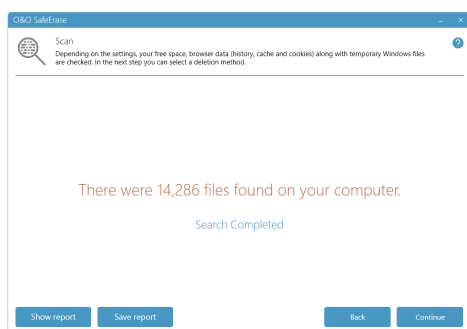 O&O SafeErase
Scan
Depending on the settings, your free space, browser data (history, cache and cookies) along with temporary Windows files
are checked. In the next step you can select a deletion method.
There were 14,286 files found on your computer.
Search Completed
Show report
Save report
Back
Continue